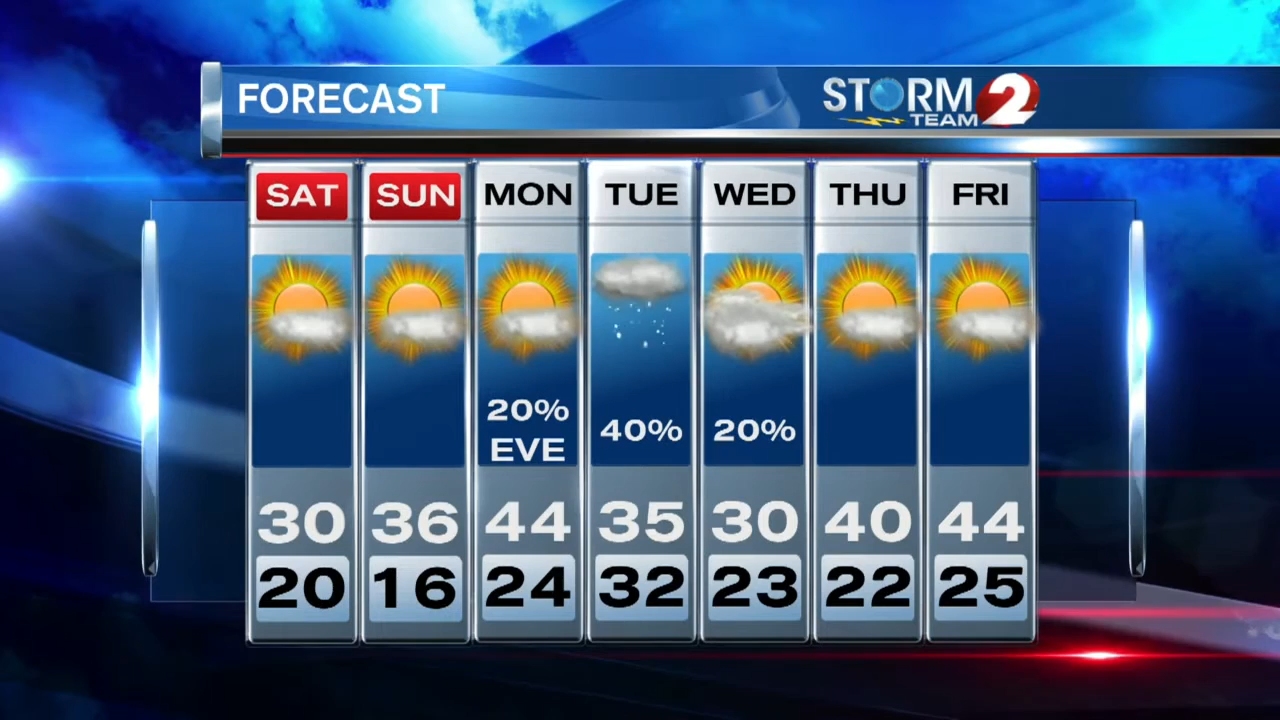 FORECAST
STORM
TEAM 2
SAT SUN MON TUE WED THU FRI
20% 40% 20%
EVE
30 36 44 35 30 40 44
20 16 24 32 23 22 25